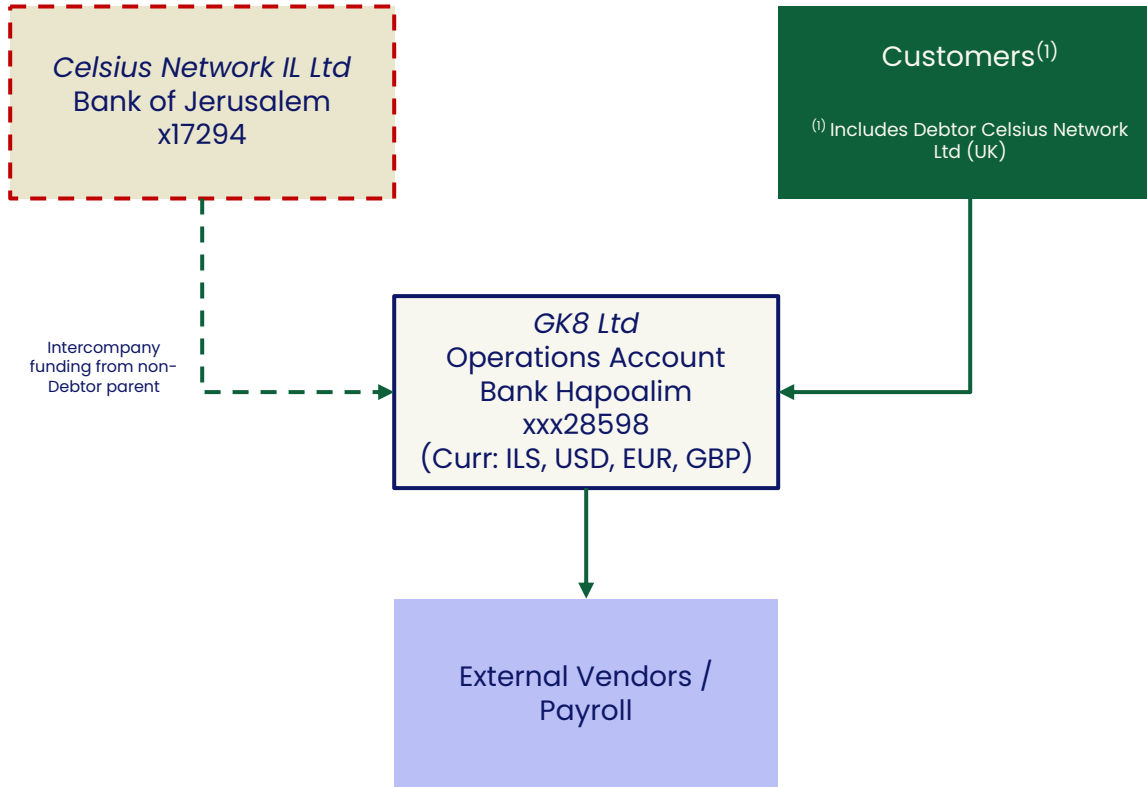 Celsius Network IL Ltd
Bank of Jerusalem
x17294
Customers(1)
(1) Includes Debtor Celsius Network
Ltd (UK)
Intercompany
funding from non-
Debtor parent
GK8 Ltd
Operations Account
Bank Hapoalim
xxx28598
(Curr: ILS, USD, EUR, GBP)
External Vendors /
Payroll